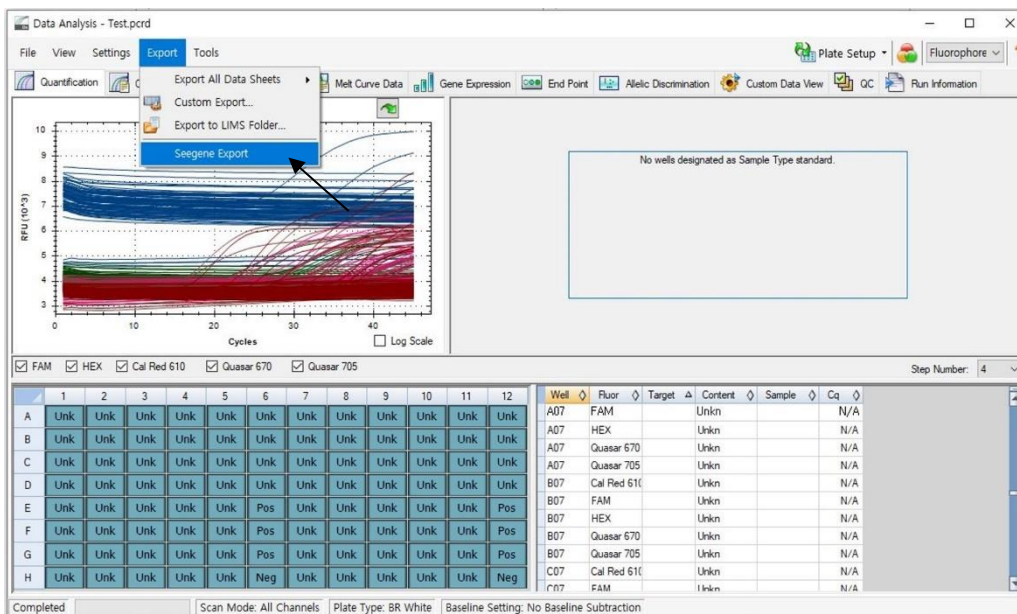 Data Analysis - Test.pcrd
File View Settings Export Tools
Plate Setup
Fluorophore
Quantification
Melt Curve Data
Gene Expression
End Point
Allelic Discrimination
Custom Data View
QC
Run Information
Export All Data Sheets
Custom Export...
Export to LIMS Folder...
Seegene Export
No wells designated as Sample Type standard.
RFU (10^3)
10
9
8
7
6
5
4
3
0 10 20 30 40
Cycles
Log Scale
FAM HEX Cal Red 610 Quasar 670 Quasar 705
Step Number: 4
1 2 3 4 5 6 7 8 9 10 11 12
A Unk Unk Unk Unk Unk Unk Unk Unk Unk Unk Unk Unk
B Unk Unk Unk Unk Unk Unk Unk Unk Unk Unk Unk Unk
C Unk Unk Unk Unk Unk Unk Unk Unk Unk Unk Unk Unk
D Unk Unk Unk Unk Unk Unk Unk Unk Unk Unk Unk Unk
E Unk Unk Unk Unk Unk Pos Unk Unk Unk Unk Unk Pos
F Unk Unk Unk Unk Unk Pos Unk Unk Unk Unk Unk Pos
G Unk Unk Unk Unk Unk Pos Unk Unk Unk Unk Unk Pos
H Unk Unk Unk Unk Unk Neg Unk Unk Unk Unk Unk Neg
Well Fluor Target Content Sample Cq
A07 FAM Unkn N/A
A07 HEX Unkn N/A
A07 Quasar 670 Unkn N/A
A07 Quasar 705 Unkn N/A
B07 Cal Red 610 Unkn N/A
B07 FAM Unkn N/A
B07 HEX Unkn N/A
B07 Quasar 670 Unkn N/A
B07 Quasar 705 Unkn N/A
C07 Cal Red 610 Unkn N/A
C07 FAM Unkn N/A
Completed
Scan Mode: All Channels
Plate Type: BR White
Baseline Setting: No Baseline Subtraction